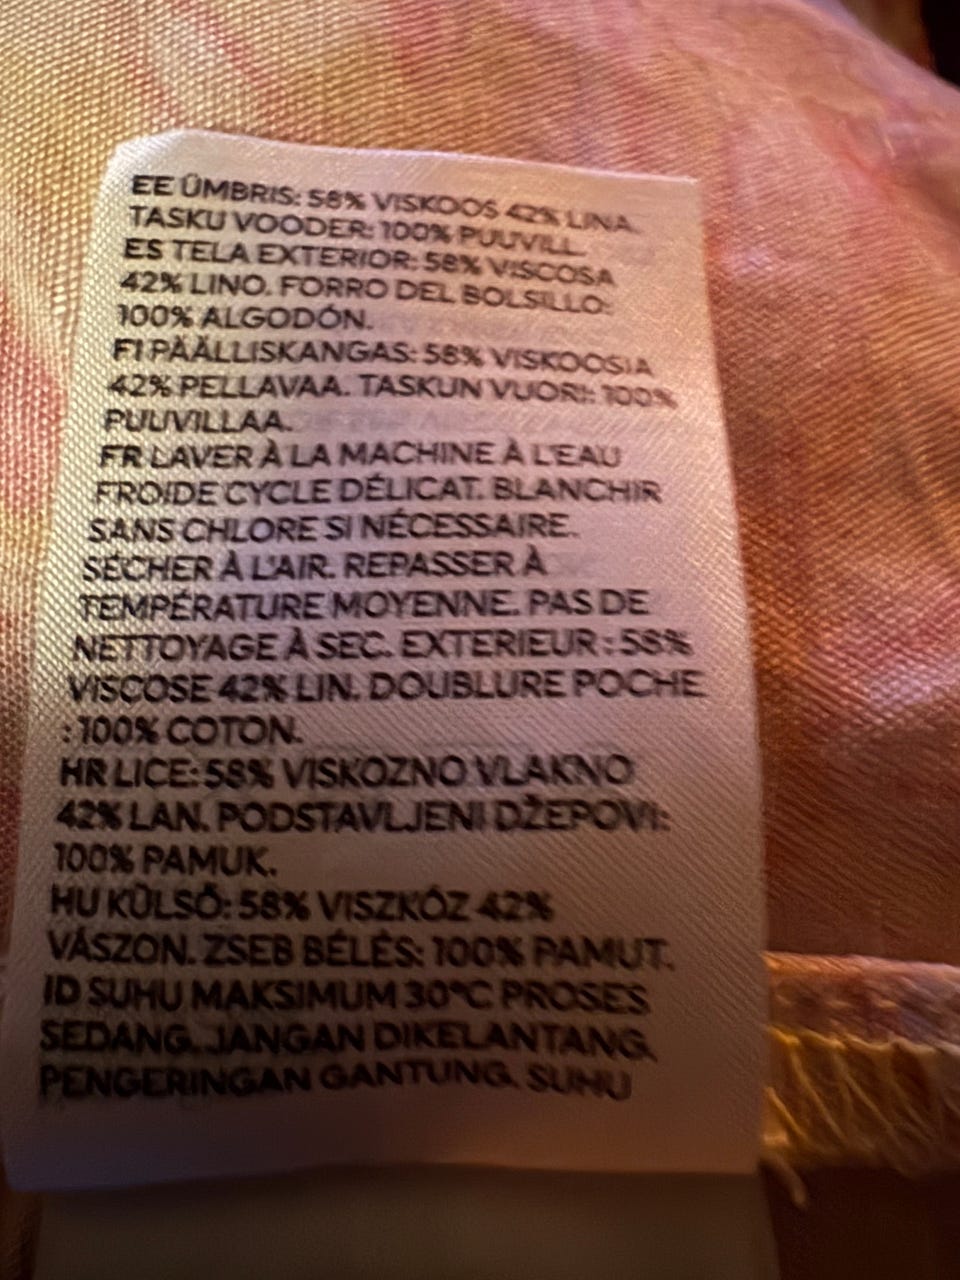 EE ÜMBRIS: 58% VISKOOS 42% LINA.
TASKU VOODER: 100% PUUVILL.
ES TELA EXTERIOR: 58% VISCOSA
42% LINO. FORRO DEL BOLSILLO:
100% ALGODÓN.
FI PÄÄLLISKANGAS: 58% VISKOOSIA
42% PELLAVAA. TASKUN VUORI: 100%
PUUVILLAA.
FR LAVER À LA MACHINE À L'EAU
FROIDE CYCLE DÉLICAT. BLANCHIR
SANS CHLORE SI NÉCESSAIRE.
SÉCHER À L'AIR. REPASSER À
TEMPÉRATURE MOYENNE. PAS DE
NETTOYAGE À SEC. EXTERIEUR : 58%
VISCOSE 42% LIN. DOUBLURE POCHE
: 100% COTON.
HR LICE: 58% VISKOZNO VLAKNO
42% LAN. PODSTAVLJENI DŽEPOVI:
100% PAMUK.
HU KÜLSŐ: 58% VISZKÓZ 42%
VÁSZON. ZSEB BÉLÉS: 100% PAMUT.
ID SUHU MAKSIMUM 30°C PROSES
SEDANG. JANGAN DIKELANTANG.
PENGERINGAN GANTUNG. SUHU